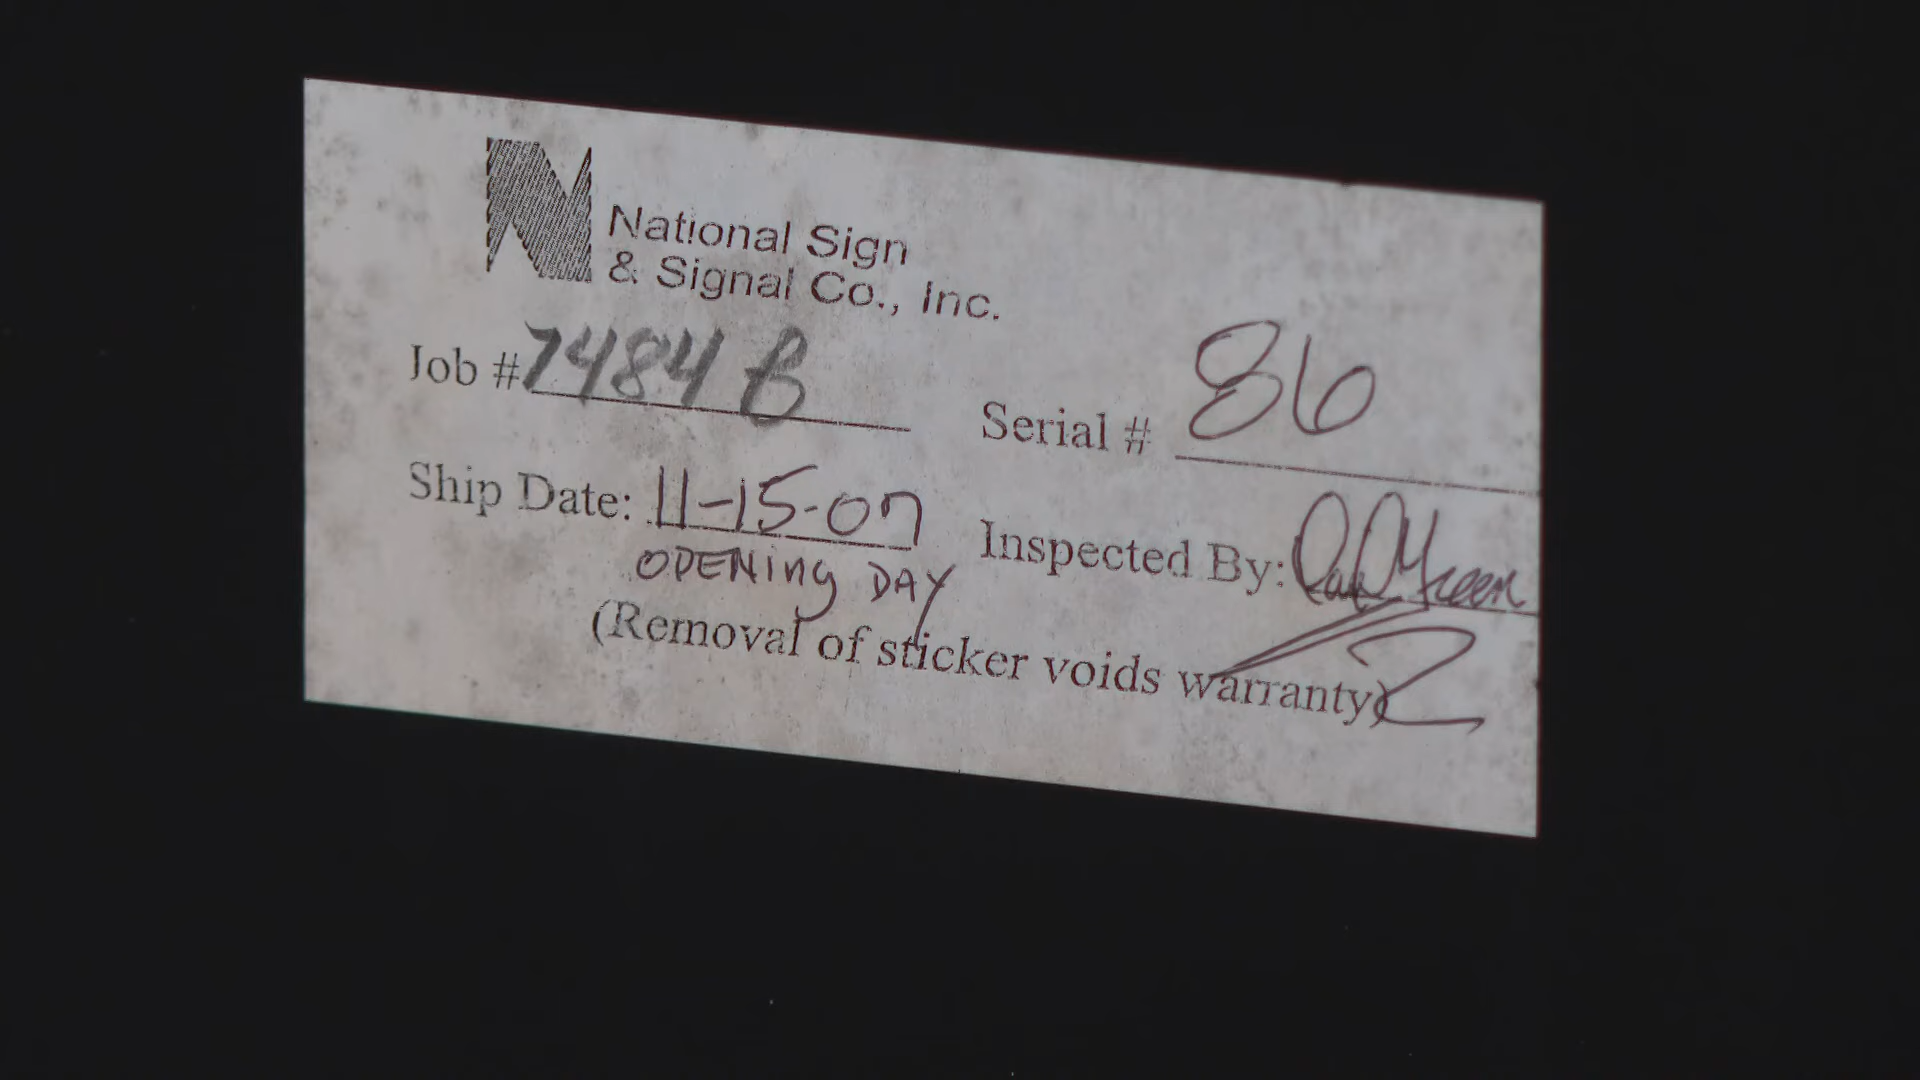 National Sign
& Signal Co., Inc.
Job # 7484 B
Serial # 86
Ship Date: 11-15-07
OPENiNg DAY
Inspected By:
(Removal of sticker voids warranty)